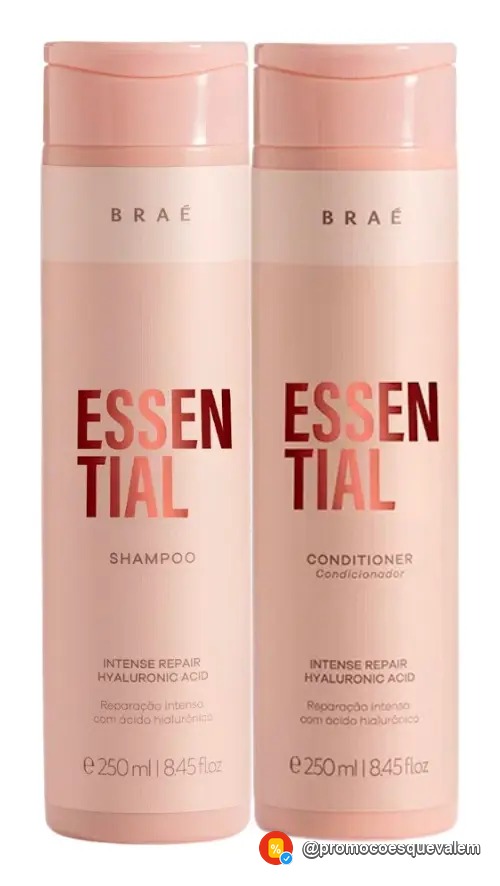 BRAÉ
ESSEN
TIAL
SHAMPOO
INTENSE REPAIR
HYALURONIC ACID
Reparação intensa
com ácido hialurônico
e 250 ml | 8.45 fl.oz
BRAÉ
ESSEN
TIAL
CONDITIONER
Condicionador
INTENSE REPAIR
HYALURONIC ACID
Reparação intensa
com ácido hialurônico
e 250 ml | 8.45 fl.oz
%
@promocoesquevalem